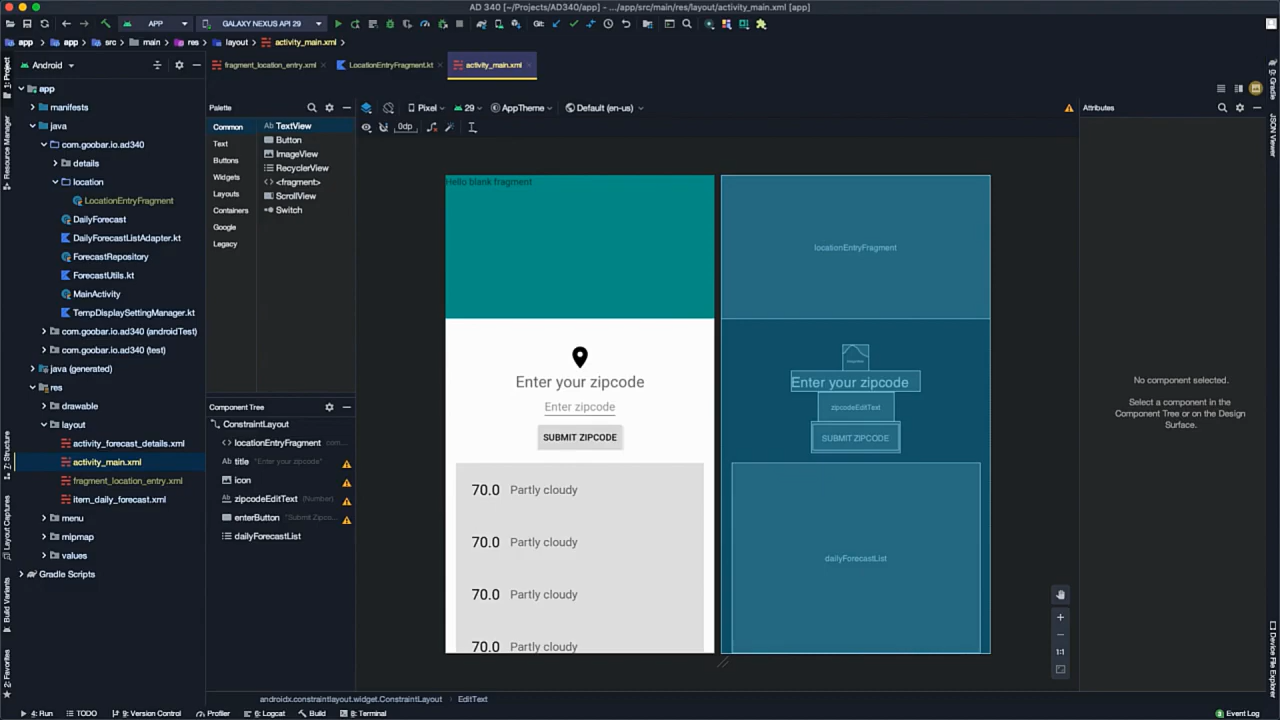 AD 340 – ~/Projects/AD340] – .../app/src/main/res/layout/activity_main.xml [app]
APP
GALAXY NEXUS API 29
Git:
app
app
src
main
res
layout
activity_main.xml
Android
fragment_location_entry.xml
LocationEntryFragment.kt
activity_main.xml
1: Project
Resource Manager
Z: Structure
Layout Captures
Build Variants
2: Favorites
app
manifests
java
com.goobar.io.ad340
details
location
LocationEntryFragment
DailyForecast
DailyForecastListAdapter.kt
ForecastRepository
ForecastUtils.kt
MainActivity
TempDisplaySettingManager.kt
com.goobar.io.ad340 (androidTest)
com.goobar.io.ad340 (test)
java (generated)
res
drawable
layout
activity_forecast_details.xml
activity_main.xml
fragment_location_entry.xml
item_daily_forecast.xml
menu
mipmap
values
Gradle Scripts
Palette
Common
Text
Buttons
Widgets
Layouts
Containers
Google
Legacy
Ab TextView
Button
ImageView
RecyclerView
<fragment>
ScrollView
Switch
Component Tree
ConstraintLayout
locationEntryFragment com...
Ab title "Enter your zipcode"
icon
Ab zipcodeEditText (Number)
enterButton "Submit Zipco...
dailyForecastList
Pixel
29
AppTheme
Default (en-us)
0dp
Hello blank fragment
Enter your zipcode
Enter zipcode
SUBMIT ZIPCODE
70.0 Partly cloudy
70.0 Partly cloudy
70.0 Partly cloudy
70.0 Partly cloudy
locationEntryFragment
Enter your zipcode
zipcodeEditText
SUBMIT ZIPCODE
dailyForecastList
1:1
Attributes
No component selected.
Select a component in the
Component Tree or on the Design
Surface.
Gradle
JSON Viewer
Device File Explorer
androidx.constraintlayout.widget.ConstraintLayout
EditText
4: Run
TODO
9: Version Control
Profiler
6: Logcat
Build
Terminal
Event Log